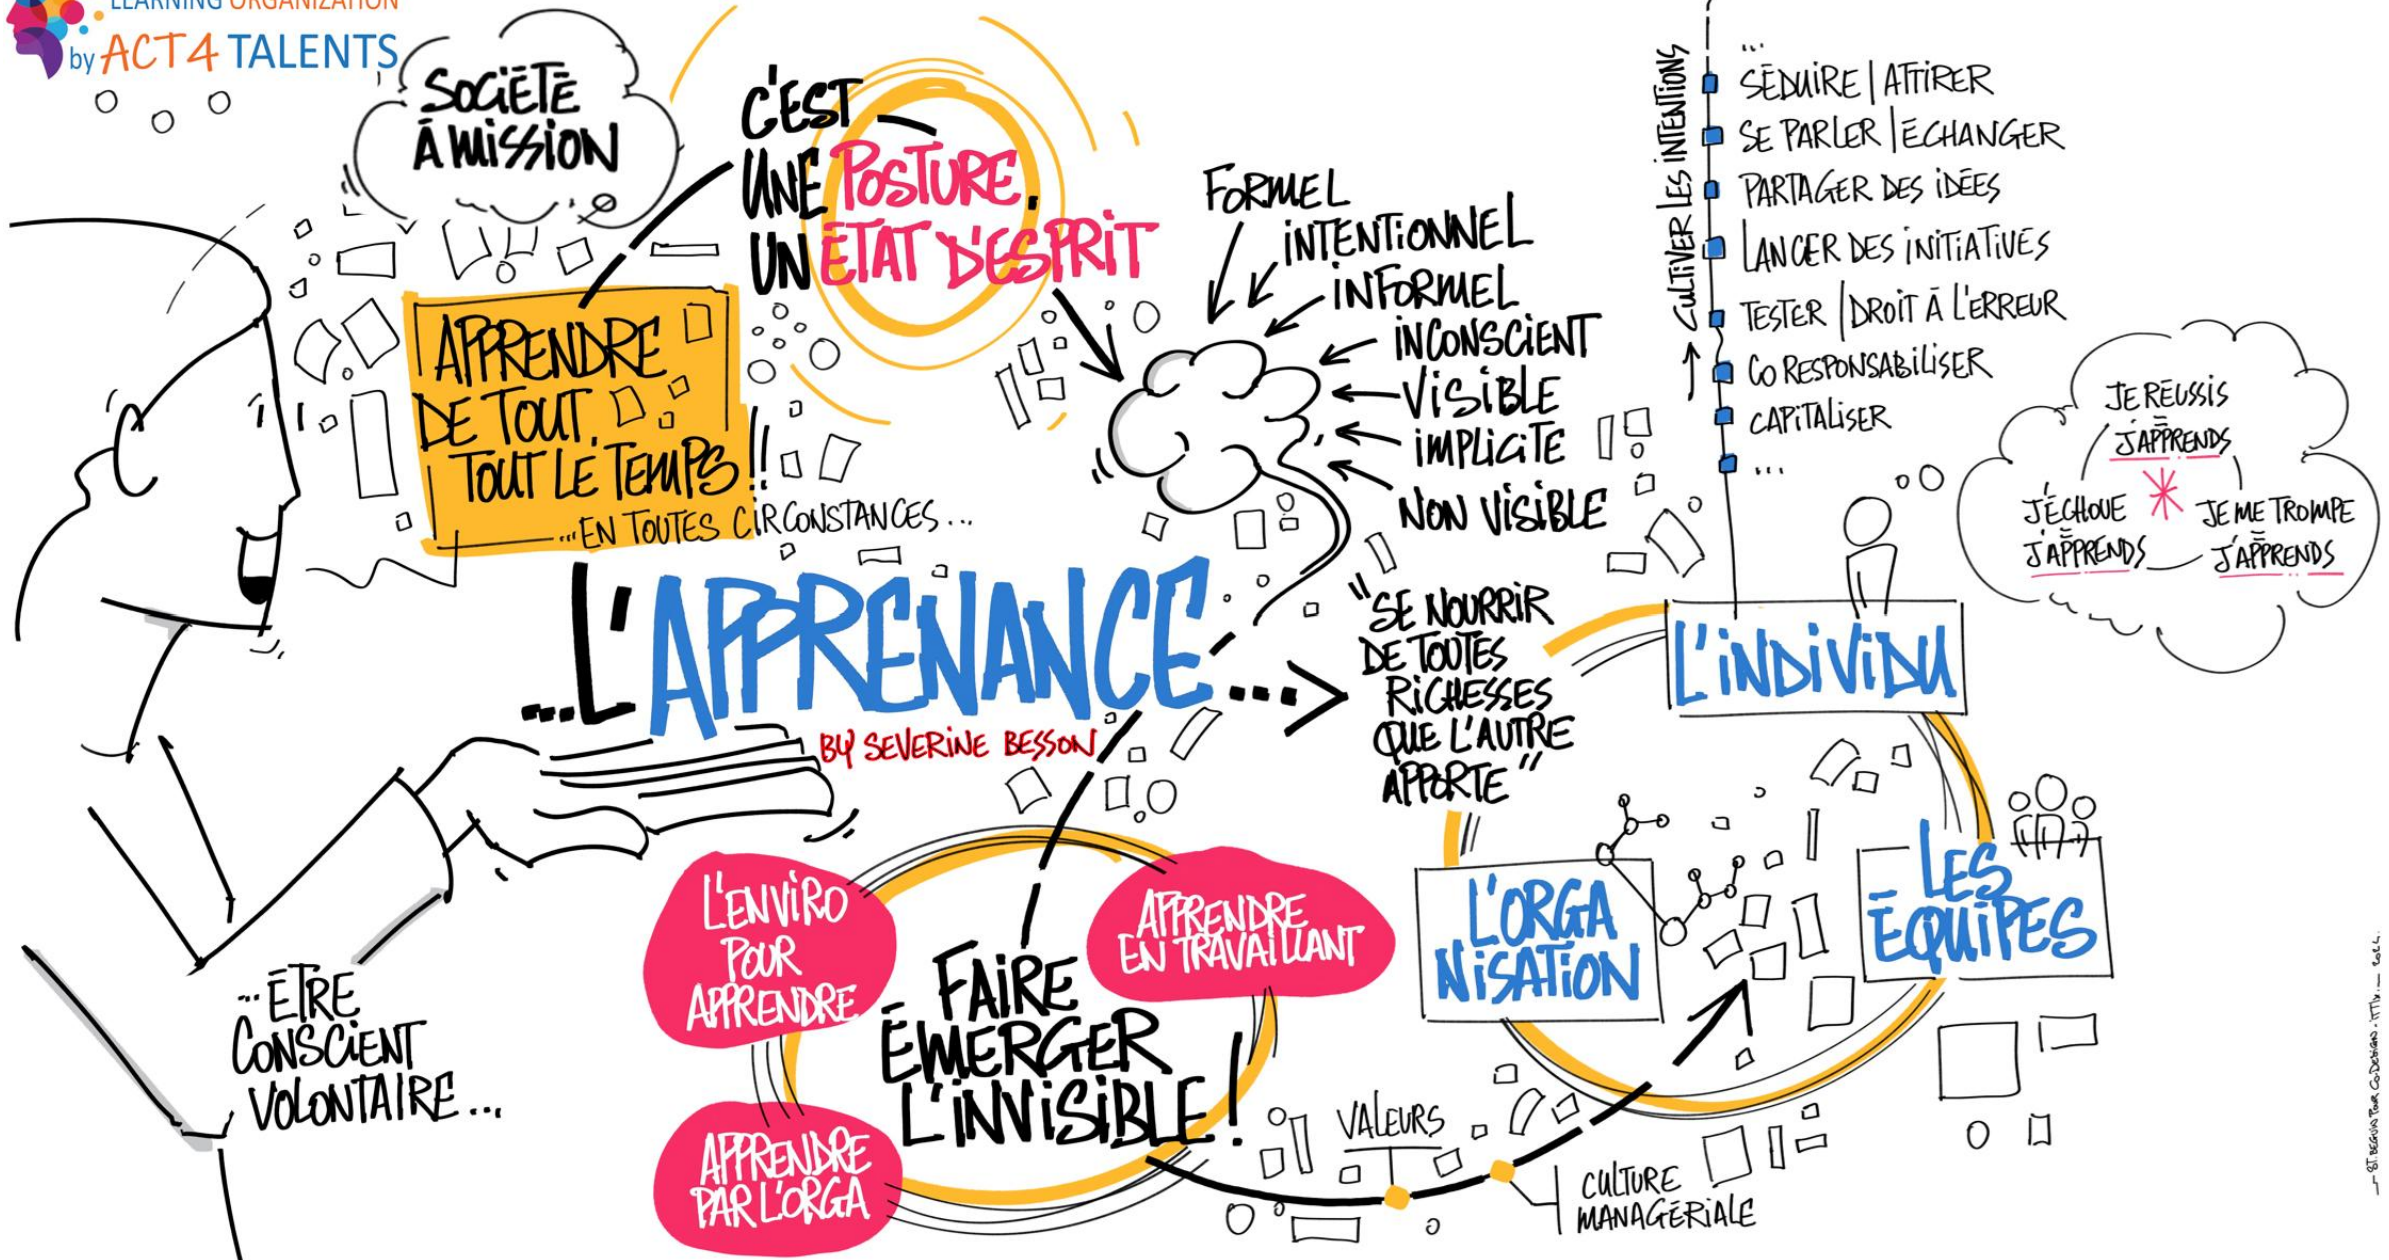 LEARNING ORGANIZATION
by ACT4 TALENTS
SOCIÉTÉ
À MISSION
C'EST
UNE POSTURE,
UN ÉTAT D'ESPRIT
APPRENDRE
DE TOUT,
TOUT LE TEMPS !!
... EN TOUTES CIRCONSTANCES ...
... L'APPRENANCE ...
BY SEVERINE BESSON
... ÊTRE
CONSCIENT
VOLONTAIRE ...
FORMEL
INTENTIONNEL
INFORMEL
INCONSCIENT
VISIBLE
IMPLICITE
NON VISIBLE
"SE NOURRIR
DE TOUTES
RICHESSES
QUE L'AUTRE
APPORTE"
FAIRE
ÉMERGER
L'INVISIBLE !
L'ENVIRO
POUR
APPRENDRE
APPRENDRE
EN TRAVAILLANT
APPRENDRE
PAR L'ORGA
VALEURS
CULTURE
MANAGÉRIALE
L'INDIVIDU
LES
ÉQUIPES
L'ORGA
NISATION
CULTIVER LES INTENTIONS
...
SÉDUIRE | ATTIRER
SE PARLER | ÉCHANGER
PARTAGER DES IDÉES
LANCER DES INITIATIVES
TESTER | DROIT À L'ERREUR
CO RESPONSABILISER
CAPITALISER
...
JE RÉUSSIS
=
J'APPRENDS
J'ÉCHOUE
=
J'APPRENDS
JE ME TROMPE
=
J'APPRENDS
BEGUIN POUR CODESIGN